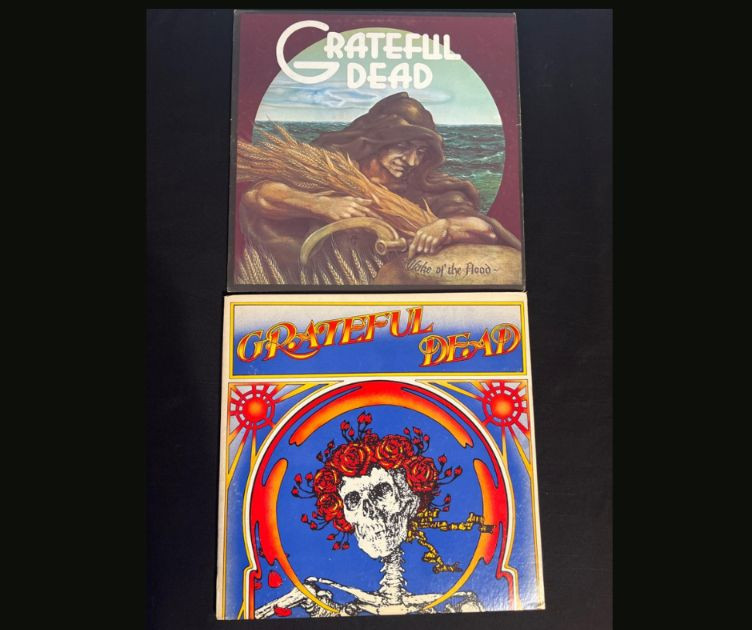 GRATEFUL
DEAD
Wake of the Flood
GRATEFUL
DEAD